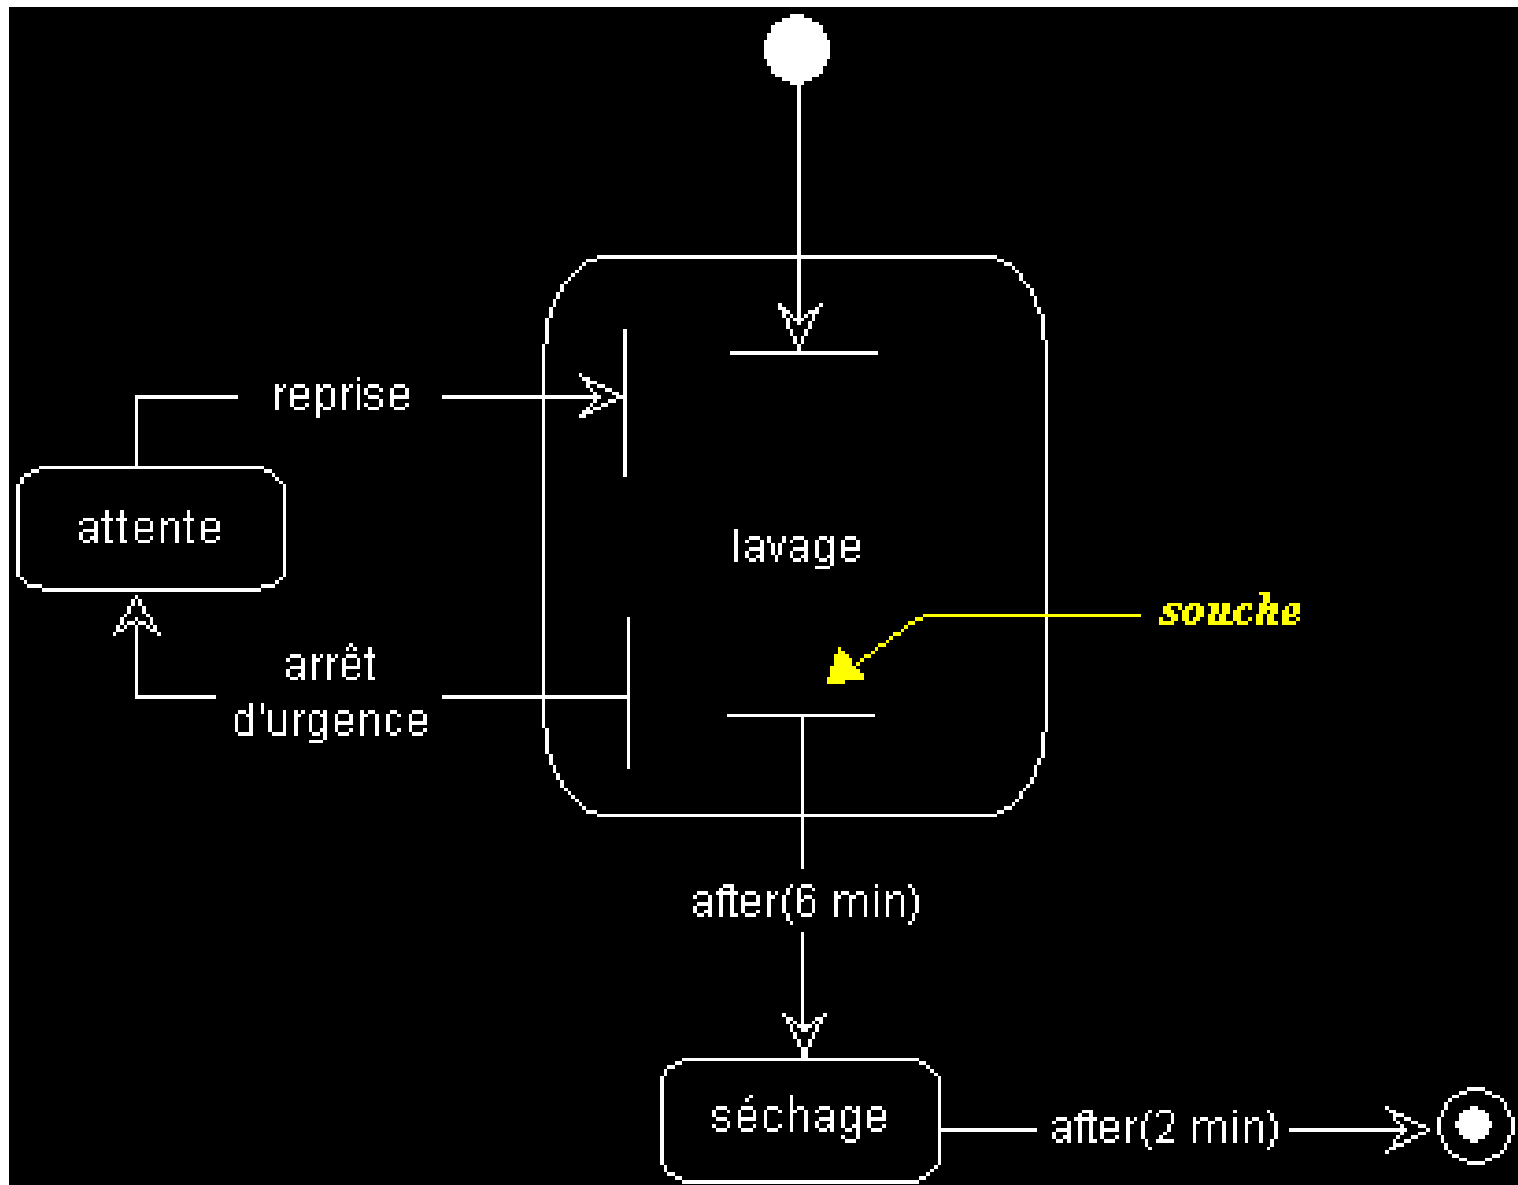 reprise
attente
lavage
souche
arrêt
d'urgence
after(6 min)
séchage
after(2 min)